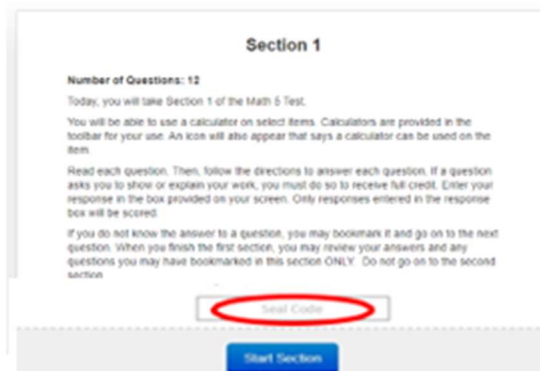 Section 1
Number of Questions: 12
Today, you will take Section 1 of the Math 5 Test.
You will be able to use a calculator on select items. Calculators are provided in the
toolbar for your use. An icon will also appear that says a calculator can be used on the
item.
Read each question. Then, follow the directions to answer each question. If a question
asks you to show or explain your work, you must do so to receive full credit. Enter your
response in the box provided on your screen. Only responses entered in the response
box will be scored.
If you do not know the answer to a question, you may bookmark it and go on to the next
question. When you finish the first section, you may review your answers and any
questions you may have bookmarked in this section ONLY. Do not go on to the second
section
Seal Code
Start Section